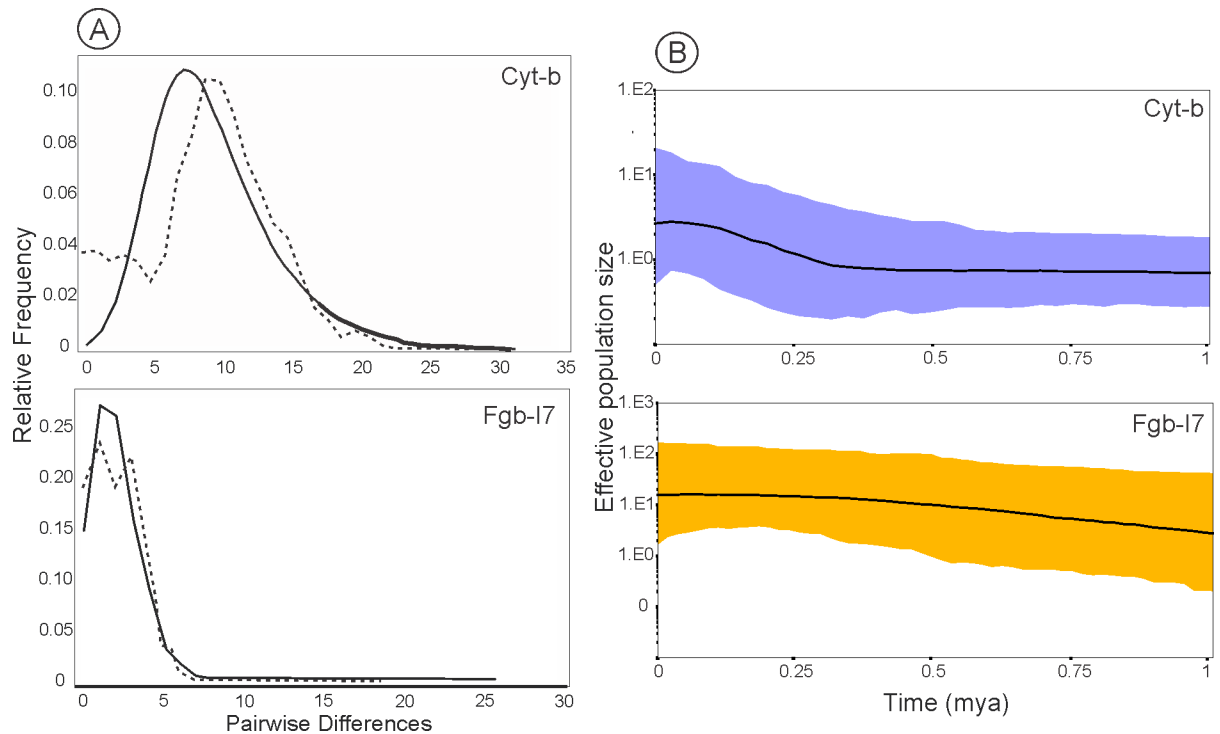 A
Cyt-b
Relative Frequency
0.10
0.08
0.06
0.04
0.02
0
0 5 10 15 20 25 30 35
Fgb-I7
0.25
0.20
0.15
0.10
0.05
0
0 5 10 15 20 25 30
Pairwise Differences
B
Cyt-b
Effective population size
1.E2
1.E1
1.E0
0 0.25 0.5 0.75 1
Fgb-I7
1.E3
1.E2
1.E1
1.E0
0
0 0.25 0.5 0.75 1
Time (mya)